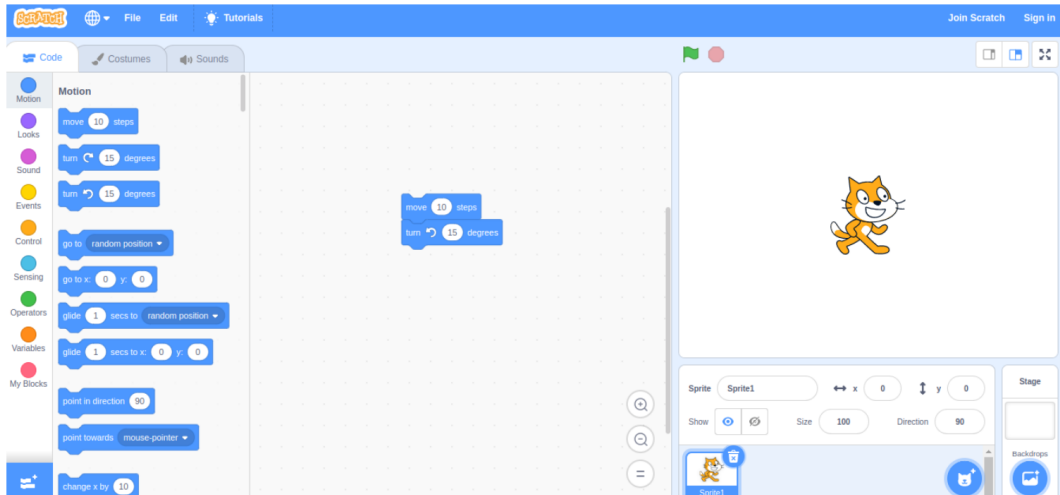 SCRATCH File Edit Tutorials Join Scratch Sign in
Code Costumes Sounds
Motion
Looks
Sound
Events
Control
Sensing
Operators
Variables
My Blocks
Motion
move 10 steps
turn 15 degrees
turn 15 degrees
go to random position
go to x: 0 y: 0
glide 1 secs to random position
glide 1 secs to x: 0 y: 0
point in direction 90
point towards mouse-pointer
change x by 10
move 10 steps
turn 15 degrees
Sprite Sprite1 x 0 y 0
Show Size 100 Direction 90
Sprite1
Stage
Backdrops